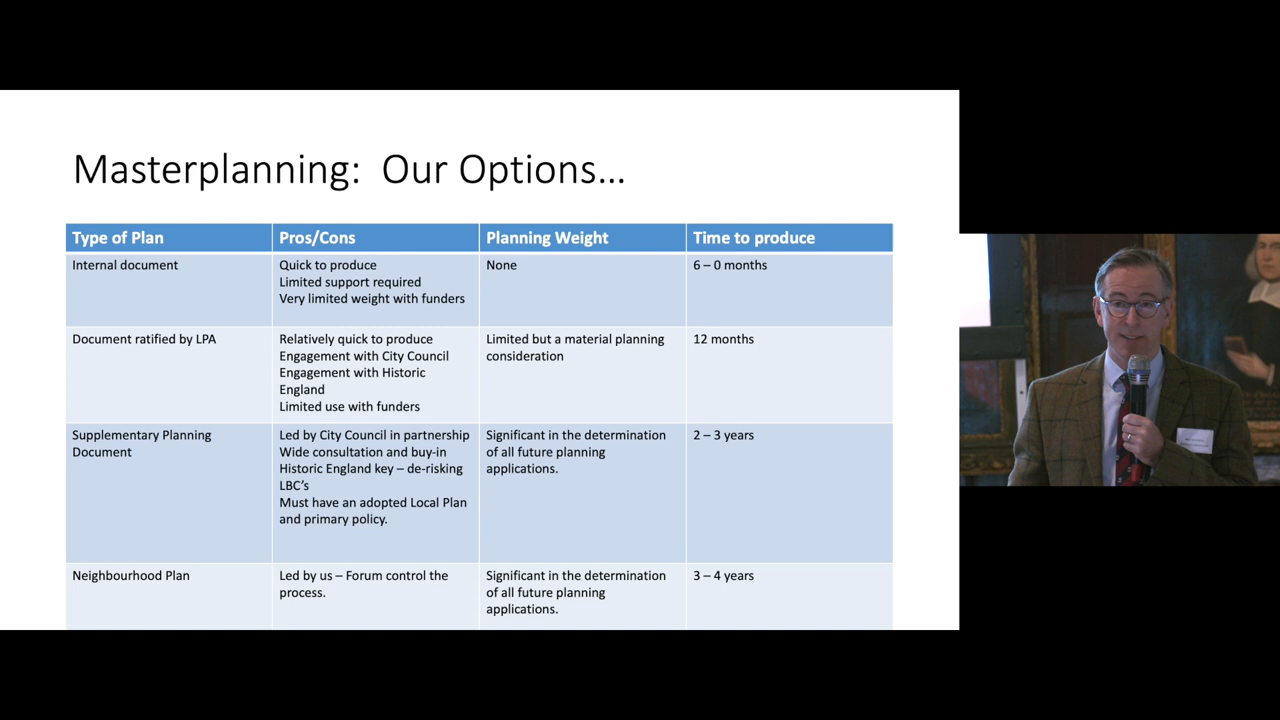 Masterplanning: Our Options...
Type of Plan
Pros/Cons
Planning Weight
Time to produce
Internal document
Quick to produce
Limited support required
Very limited weight with funders
None
6 – 0 months
Document ratified by LPA
Relatively quick to produce
Engagement with City Council
Engagement with Historic
England
Limited use with funders
Limited but a material planning
consideration
12 months
Supplementary Planning
Document
Led by City Council in partnership
Wide consultation and buy-in
Historic England key – de-risking
LBC’s
Must have an adopted Local Plan
and primary policy.
Significant in the determination
of all future planning
applications.
2 – 3 years
Neighbourhood Plan
Led by us – Forum control the
process.
Significant in the determination
of all future planning
applications.
3 – 4 years